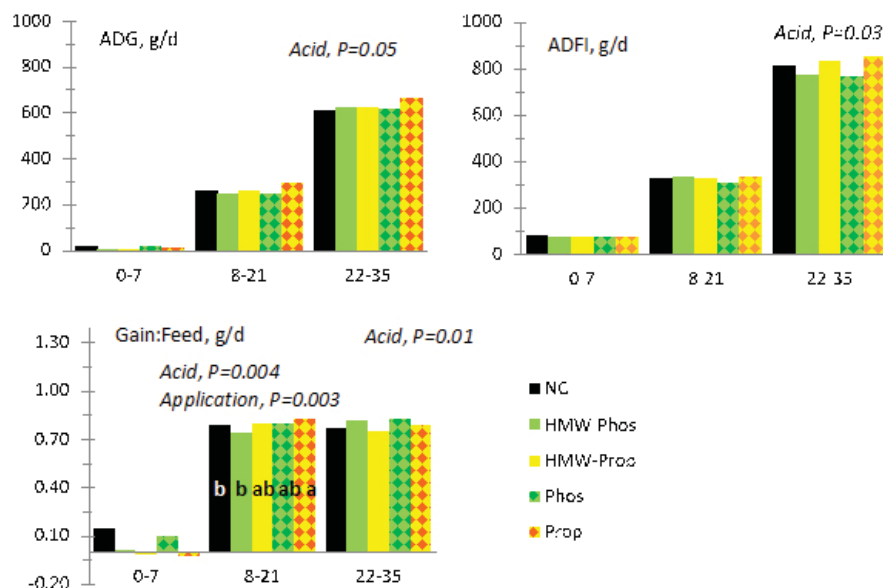 1000
ADG, g/d
Acid, P=0.05
800
600
400
200
0
0-7
8-21
22-35
1000
ADFI, g/d
Acid, P=0.03
800
600
400
200
0
0 7
8 21
22 35
1.30
Gain:Feed, g/d
Acid, P=0.01
Acid, P=0.004
1.00
Application, P=0.003
0.70
0.40
b b ab ab a
0.10
-0.20
0-7
8-21
22-35
NC
HMW Phos
HMW-Prop
Phos
Prop